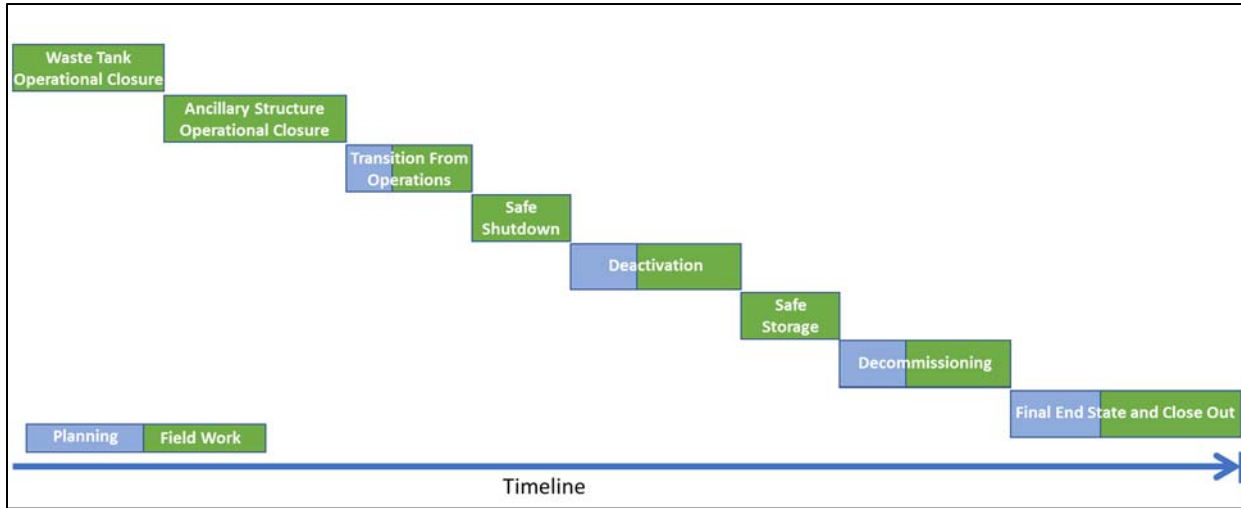 Waste Tank
Operational Closure
Ancillary Structure
Operational Closure
Transition From
Operations
Safe
Shutdown
Deactivation
Safe
Storage
Decommissioning
Final End State and Close Out
Planning
Field Work
Timeline